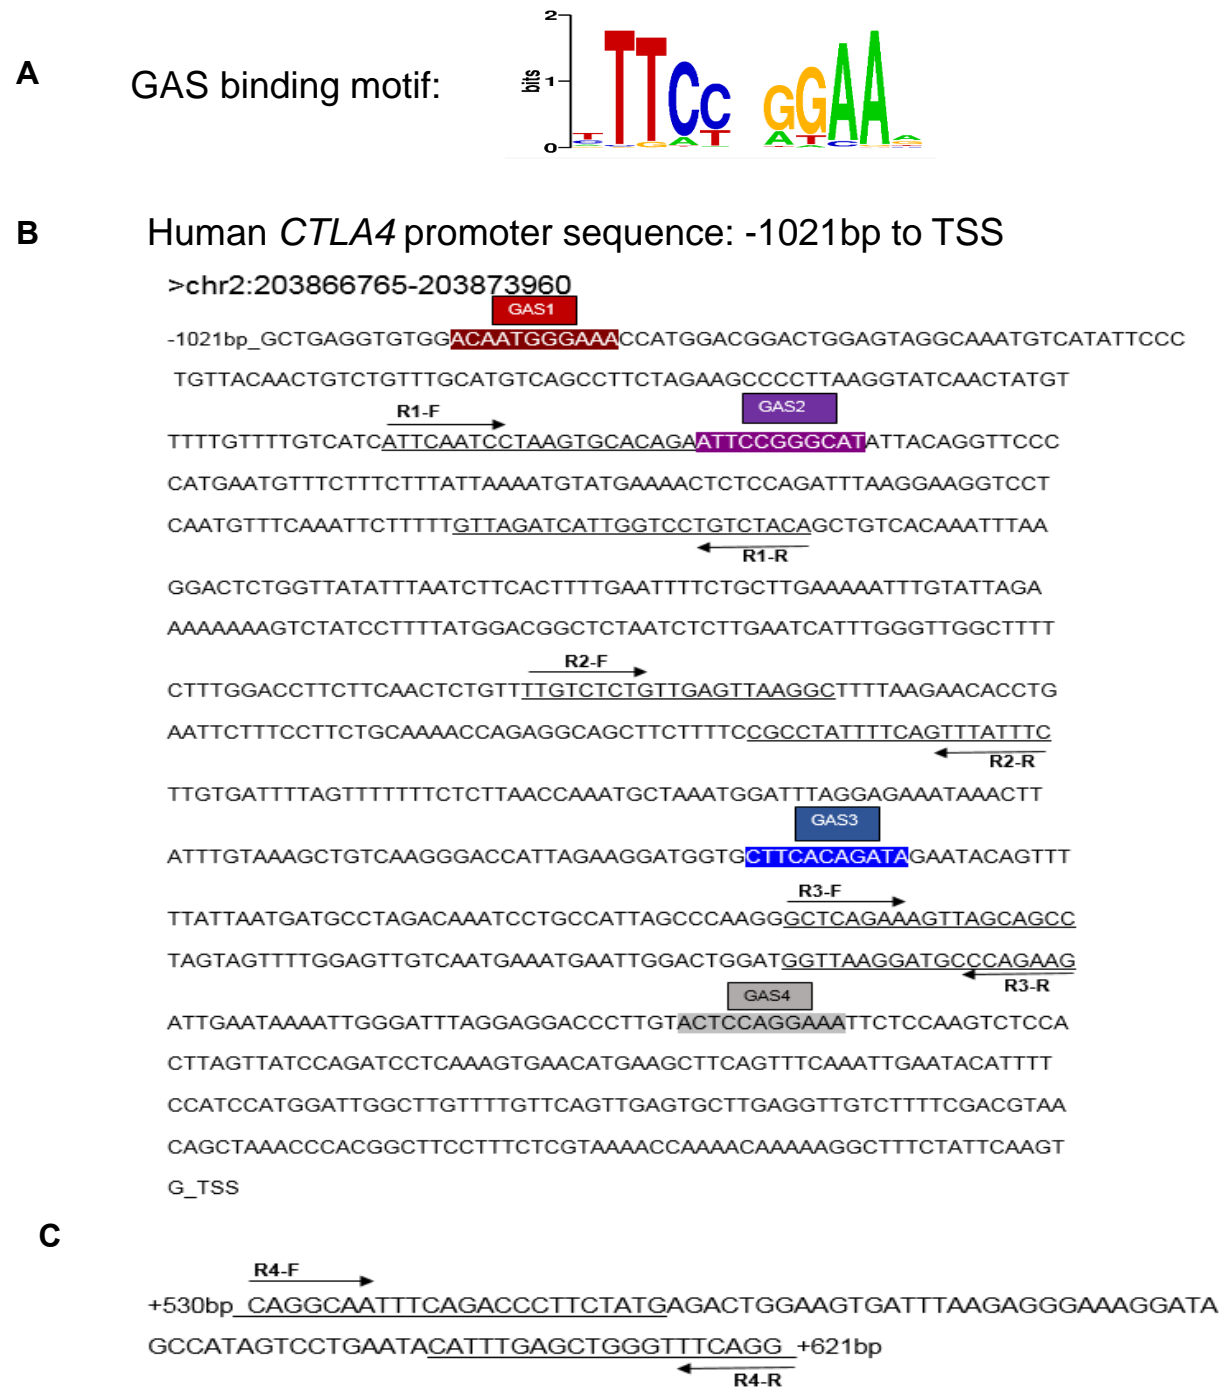 A
GAS binding motif:
2
bits
1
0
TTCC GGAA
B
Human CTLA4 promoter sequence: -1021bp to TSS
>chr2:203866765-203873960
GAS1
-1021bp_GCTGAGGTGTGGACAATGGGAAACCATGGACGGACTGGAGTAGGCAAATGTCATATTCCC
TGTTACAACTGTCTGTTTGCATGTCAGCCTTCTAGAAGCCCCTTAAGGTATCAACTATGT
R1-F
GAS2
TTTTGTTTTGTCATCATTCAATCCTAAGTGCACAGAATTCCGGGCATATTACAGGTTCCC
CATGAATGTTTCTTTCTTTATTAAAATGTATGAAAACTCTCCAGATTTAAGGAAGGTCCT
CAATGTTTCAAATTCTTTTTGTTAGATCATTGGTCCTGTCTACAGCTGTCACAAATTTAA
R1-R
GGACTCTGGTTATATTTAATCTTCACTTTTGAATTTTCTGCTTGAAAAATTTGTATTAGA
AAAAAAAGTCTATCCTTTTATGGACGGCTCTAATCTCTTGAATCATTTGGGTTGGCTTTT
R2-F
CTTTGGACCTTCTTCAACTCTGTTTTGTCTCTGTTGAGTTAAGGCTTTTAAGAACACCTG
AATTCTTTCCTTCTGCAAAACCAGAGGCAGCTTCTTTTCCGCCTATTTTCAGTTTATTTC
R2-R
TTGTGATTTTAGTTTTTTTCTCTTAACCAAATGCTAAATGGATTTAGGAGAAATAAACTT
GAS3
ATTTGTAAAGCTGTCAAGGGACCATTAGAAGGATGGTGCTTCACAGATAGAATACAGTTT
R3-F
TTATTAATGATGCCTAGACAAATCCTGCCATTAGCCCAAGGGCTCAGAAAGTTAGCAGCC
TAGTAGTTTTGGAGTTGTCAATGAAATGAATTGGACTGGATGGTTAAGGATGCCCAGAAG
R3-R
GAS4
ATTGAATAAAATTGGGATTTAGGAGGACCCTTGTACTCCAGGAAATTCTCCAAGTCTCCA
CTTAGTTATCCAGATCCTCAAAGTGAACATGAAGCTTCAGTTTCAAATTGAATACATTTT
CCATCCATGGATTGGCTTGTTTTGTTCAGTTGAGTGCTTGAGGTTGTCTTTTCGACGTAA
CAGCTAAACCCACGGCTTCCTTTCTCGTAAAACCAAAACAAAAAGGCTTTCTATTCAAGT
G_TSS
C
R4-F
+530bp_CAGGCAATTTCAGACCCTTCTATGAGACTGGAAGTGATTTAAGAGGGAAAGGATA
GCCATAGTCCTGAATACATTTGAGCTGGGTTTCAGG_+621bp
R4-R